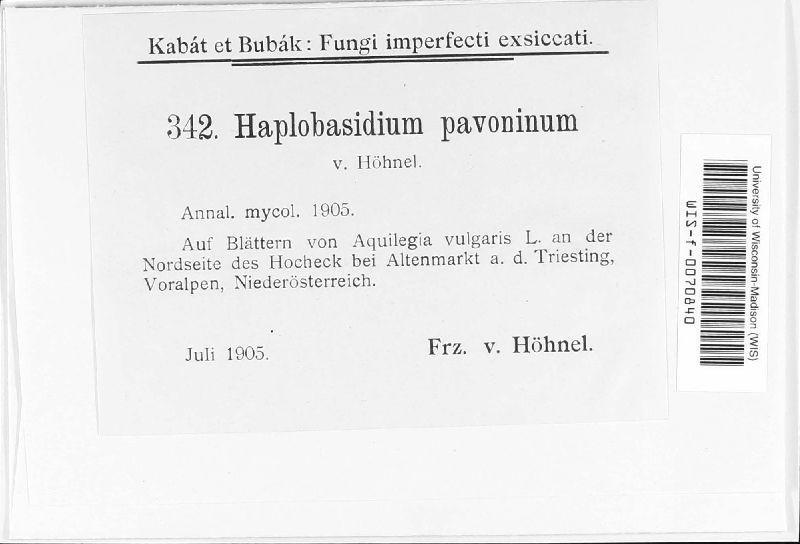 Kabát et Bubák: Fungi imperfecti exsiccati.
342. Haplobasidium pavoninum
v. Höhnel.
Annal. mycol. 1905.
Auf Blättern von Aquilegia vulgaris L. an der
Nordseite des Hocheck bei Altenmarkt a. d. Triesting,
Voralpen, Niederösterreich.
Juli 1905.
Frz. v. Höhnel.
University of Wisconsin-Madison (WIS)
WIS-f-0070840